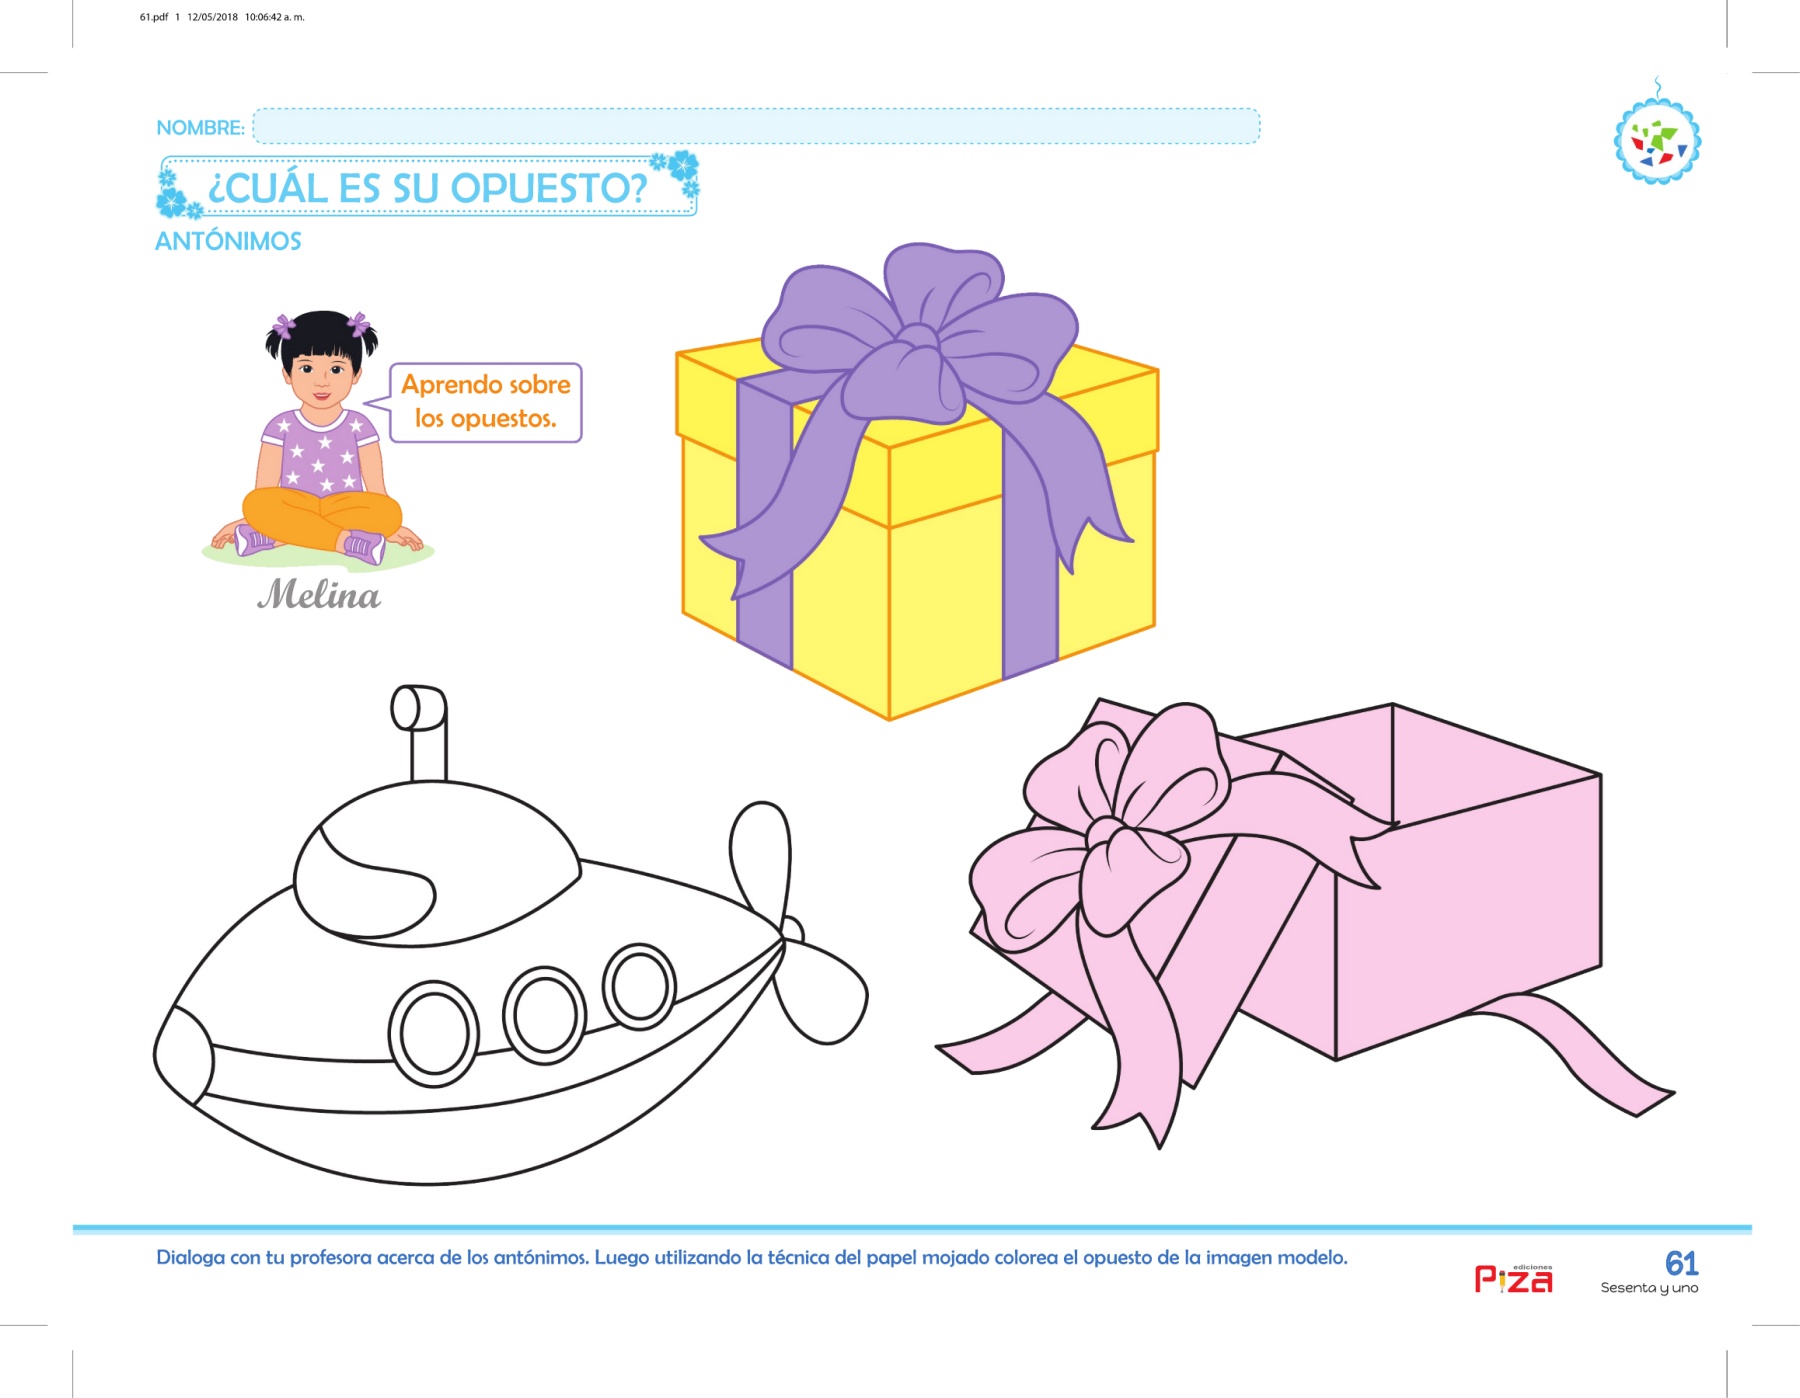 61.pdf 1 12/05/2018 10:06:42 a. m.
NOMBRE:
¿CUÁL ES SU OPUESTO?
ANTÓNIMOS
Aprendo sobre
los opuestos.
Melina
Dialoga con tu profesora acerca de los antónimos. Luego utilizando la técnica del papel mojado colorea el opuesto de la imagen modelo.
ediciones
Piza
61
Sesenta y uno